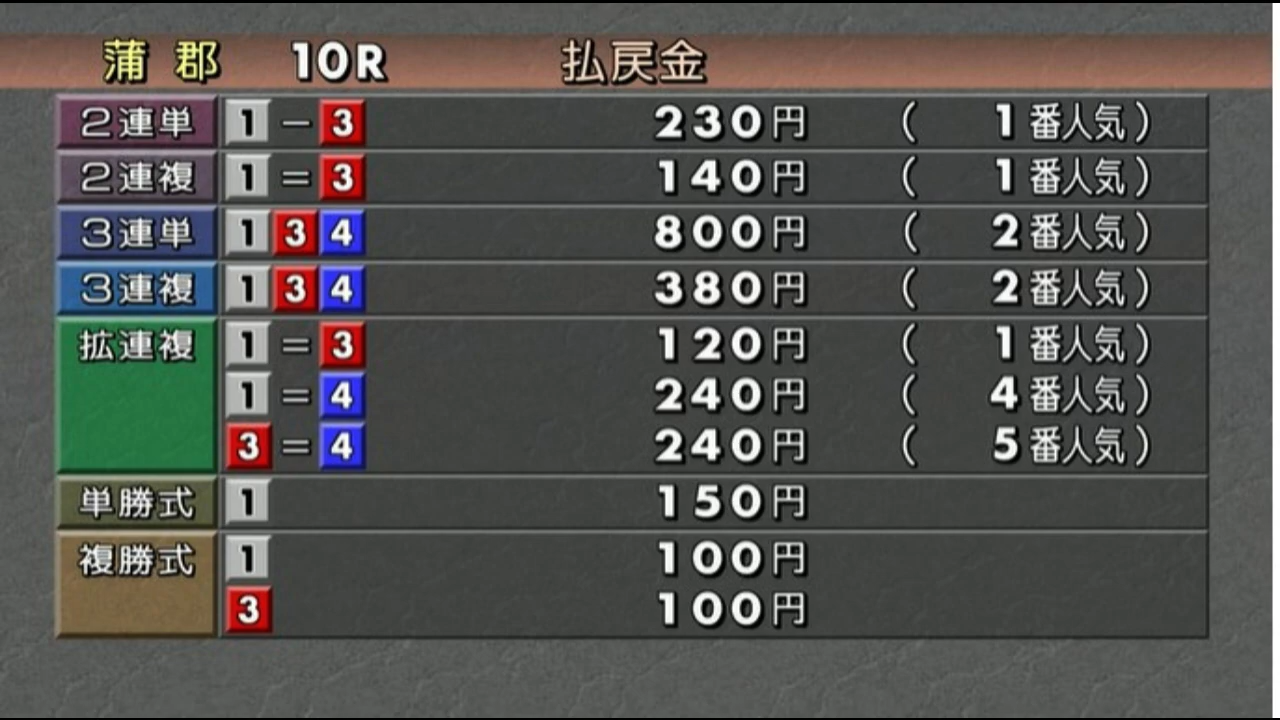 蒲郡 10R 払戻金
2連単 1 - 3 230円 ( 1番人気)
2連複 1 = 3 140円 ( 1番人気)
3連単 1 3 4 800円 ( 2番人気)
3連複 1 3 4 380円 ( 2番人気)
拡連複 1 = 3 120円 ( 1番人気)
1 = 4 240円 ( 4番人気)
3 = 4 240円 ( 5番人気)
単勝式 1 150円
複勝式 1 100円
3 100円